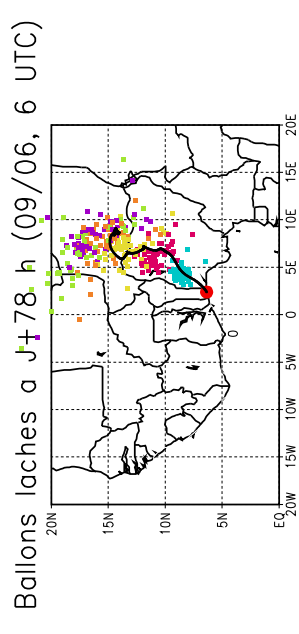 Ballons laches a J+78 h (09/06, 6 UTC)
20N
15N
10N
5N
EQ
20W
15W
10W
5W
0
5E
10E
15E
20E
0